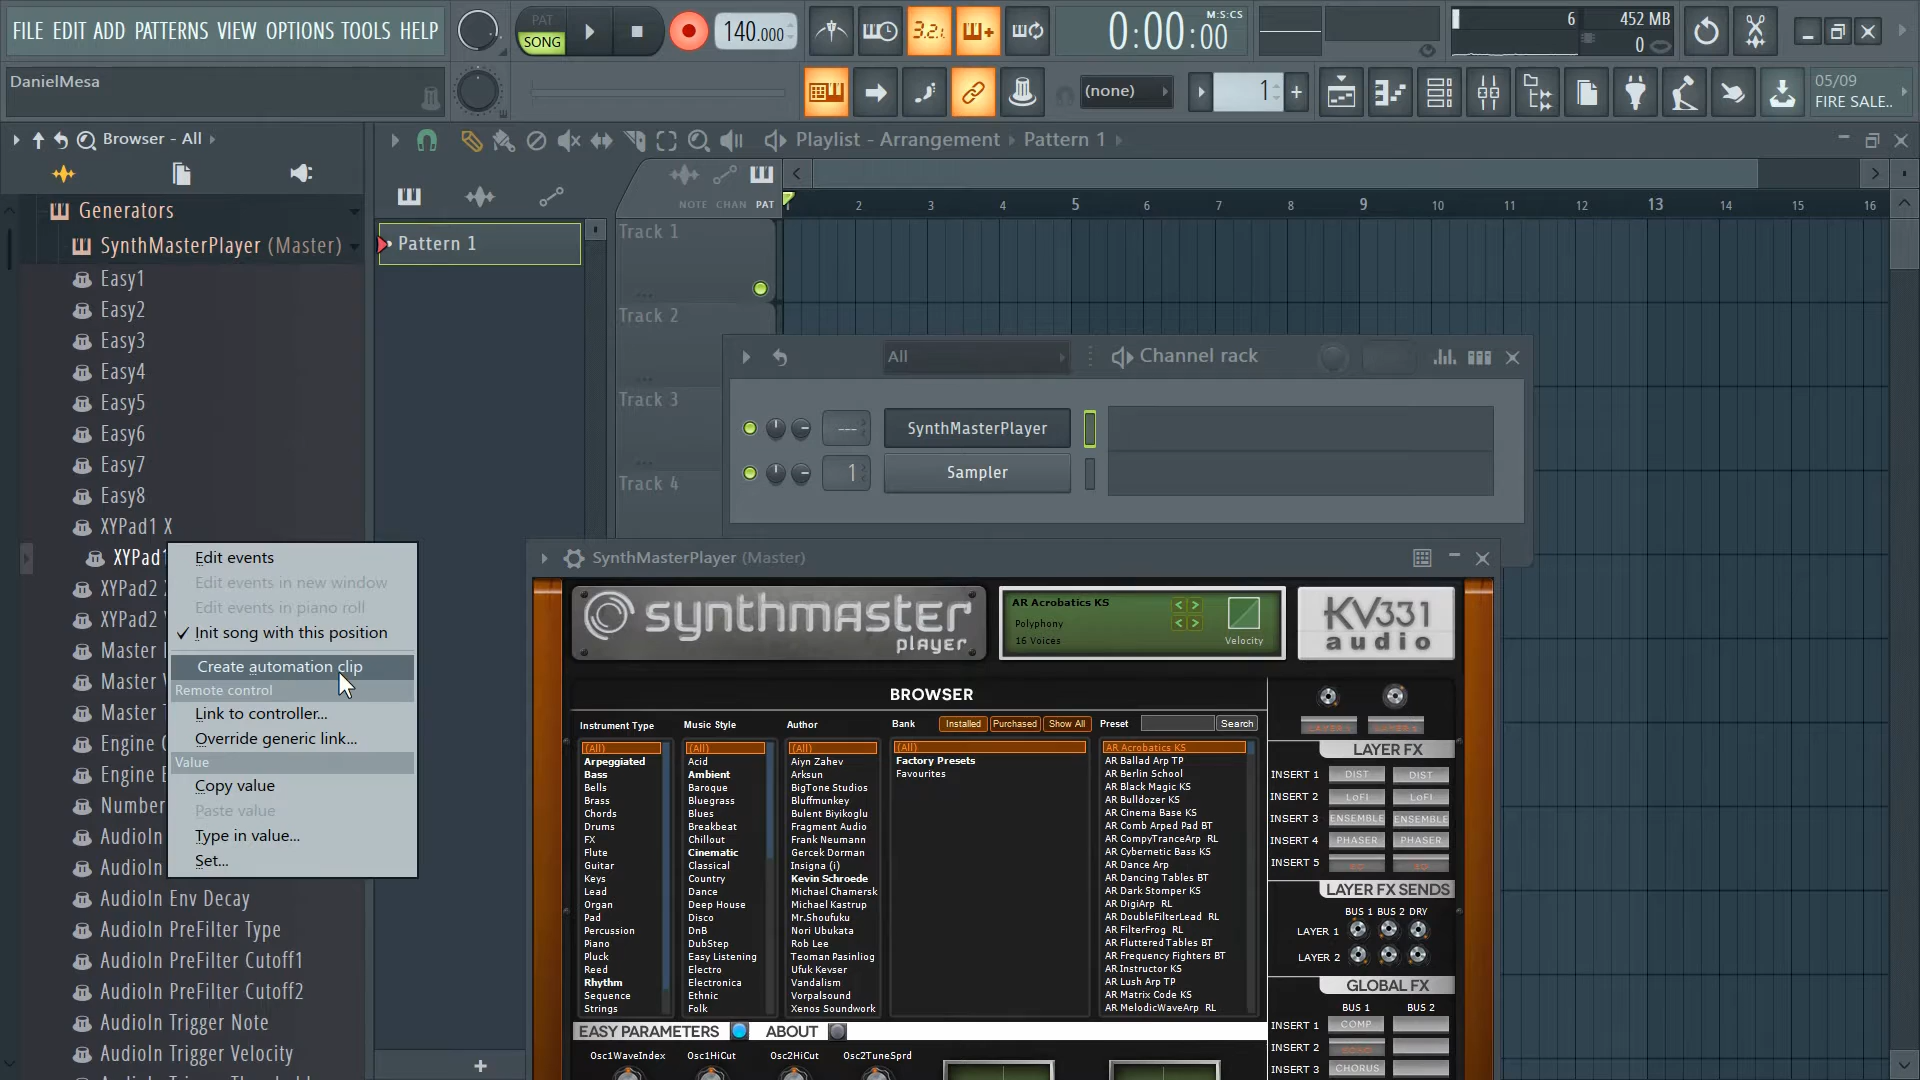 FILE EDIT ADD PATTERNS VIEW OPTIONS TOOLS HELP
PAT
SONG
140.000
3.2.1
0:00:00
M:S:CS
6
452 MB
0
DanielMesa
(none)
1
05/09
FIRE SALE..
Browser - All
Playlist - Arrangement
Pattern 1
NOTE CHAN PAT
1 2 3 4 5 6 7 8 9 10 11 12 13 14 15 16
Generators
SynthMasterPlayer (Master)
Easy1
Easy2
Easy3
Easy4
Easy5
Easy6
Easy7
Easy8
XYPad1 X
XYPad1
XYPad2
XYPad2
Master
Master
Master
Engine
Engine
Number
AudioIn
AudioIn
AudioIn Env Decay
AudioIn PreFilter Type
AudioIn PreFilter Cutoff1
AudioIn PreFilter Cutoff2
AudioIn Trigger Note
AudioIn Trigger Velocity
Pattern 1
Track 1
Track 2
Track 3
Track 4
Edit events
Edit events in new window
Edit events in piano roll
Init song with this position
Create automation clip
Remote control
Link to controller...
Override generic link...
Value
Copy value
Paste value
Type in value...
Set...
All
Channel rack
---
SynthMasterPlayer
1
Sampler
SynthMasterPlayer (Master)
synthmaster
player
AR Acrobatics KS
Polyphony
16 Voices
Velocity
KV331
audio
BROWSER
Instrument Type
(All)
Arpeggiated
Bass
Bells
Brass
Chords
Drums
FX
Flute
Guitar
Keys
Lead
Organ
Pad
Percussion
Piano
Pluck
Reed
Rhythm
Sequence
Strings
Music Style
(All)
Acid
Ambient
Baroque
Bluegrass
Blues
Breakbeat
Chillout
Cinematic
Classical
Country
Dance
Deep House
Disco
DnB
DubStep
Easy Listening
Electro
Electronica
Ethnic
Folk
Author
(All)
Aiyn Zahev
Arksun
BigTone Studios
Bluffmunkey
Bulent Biyikoglu
Fragment Audio
Frank Neumann
Gercek Dorman
Insigna (i)
Kevin Schroede
Michael Chamersk
Michael Kastrup
Mr.Shoufuku
Nori Ubukata
Rob Lee
Teoman Pasinliog
Ufuk Kevser
Vandalism
Vorpalsound
Xenos Soundwork
Bank
Installed
Purchased
Show All
(All)
Factory Presets
Favourites
Preset
Search
AR Acrobatics KS
AR Ballad Arp TP
AR Berlin School
AR Black Magic KS
AR Bulldozer KS
AR Cinema Base KS
AR Comb Arped Pad BT
AR CompyTranceArp RL
AR Cybernetic Bass KS
AR Dance Arp
AR Dancing Tables BT
AR Dark Stomper KS
AR DigiArp RL
AR DoubleFilterLead RL
AR FilterFrog RL
AR Fluttered Tables BT
AR Frequency Fighters BT
AR Instructor KS
AR Lush Arp TP
AR Matrix Code KS
AR MelodicWaveArp RL
LAYER FX
INSERT 1 DIST DIST
INSERT 2 LoFI LoFI
INSERT 3 ENSEMBLE ENSEMBLE
INSERT 4 PHASER PHASER
INSERT 5
LAYER FX SENDS
BUS 1 BUS 2 DRY
LAYER 1
LAYER 2
GLOBAL FX
BUS 1 BUS 2
INSERT 1 COMP
INSERT 2
INSERT 3 CHORUS
EASY PARAMETERS
ABOUT
Osc1WaveIndex
Osc1HiCut
Osc2HiCut
Osc2TuneSprd